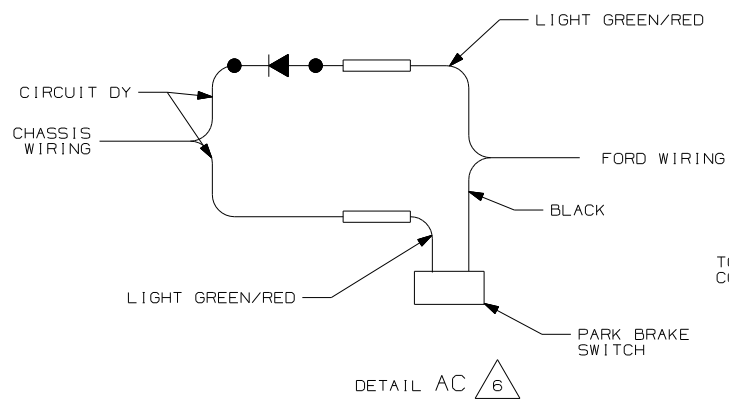 LIGHT GREEN/RED
CIRCUIT DY
CHASSIS
WIRING
FORD WIRING
BLACK
LIGHT GREEN/RED
PARK BRAKE
SWITCH
DETAIL AC 6